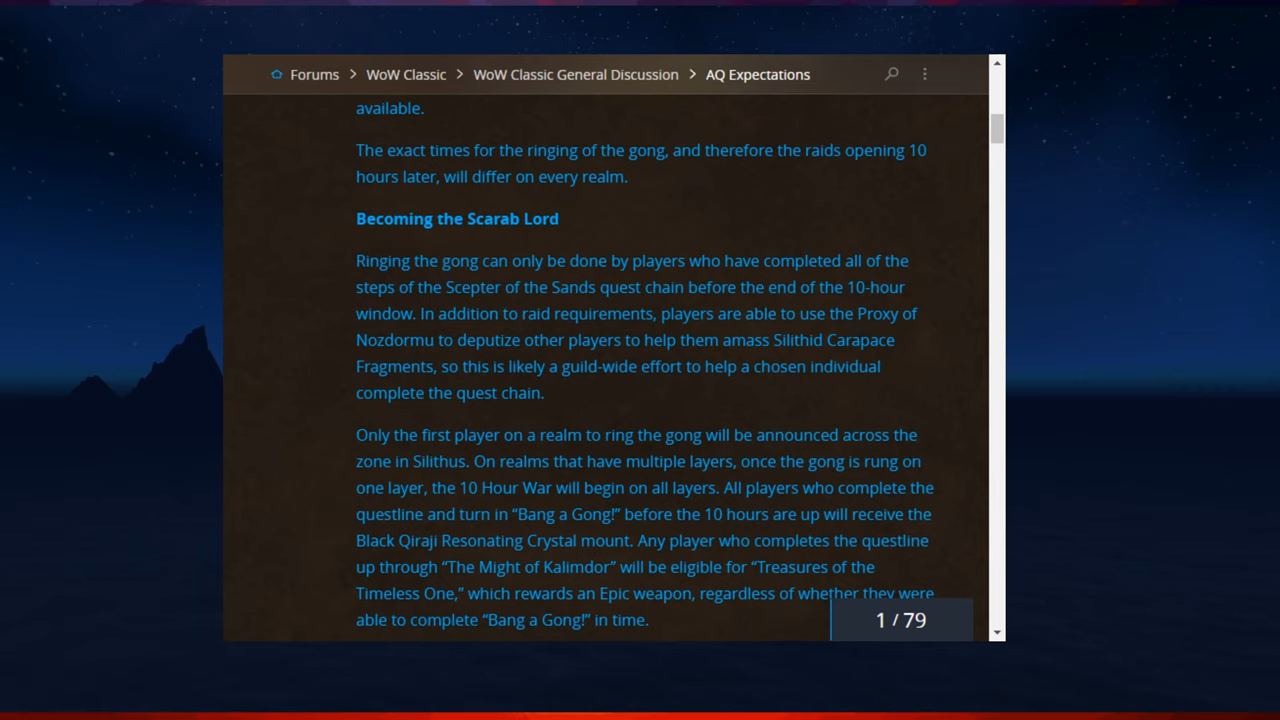 Forums > WoW Classic > WoW Classic General Discussion > AQ Expectations
available.
The exact times for the ringing of the gong, and therefore the raids opening 10
hours later, will differ on every realm.
Becoming the Scarab Lord
Ringing the gong can only be done by players who have completed all of the
steps of the Scepter of the Sands quest chain before the end of the 10-hour
window. In addition to raid requirements, players are able to use the Proxy of
Nozdormu to deputize other players to help them amass Silithid Carapace
Fragments, so this is likely a guild-wide effort to help a chosen individual
complete the quest chain.
Only the first player on a realm to ring the gong will be announced across the
zone in Silithus. On realms that have multiple layers, once the gong is rung on
one layer, the 10 Hour War will begin on all layers. All players who complete the
questline and turn in “Bang a Gong!” before the 10 hours are up will receive the
Black Qiraji Resonating Crystal mount. Any player who completes the questline
up through “The Might of Kalimdor” will be eligible for “Treasures of the
Timeless One,” which rewards an Epic weapon, regardless of whether they were
able to complete “Bang a Gong!” in time.
1 / 79